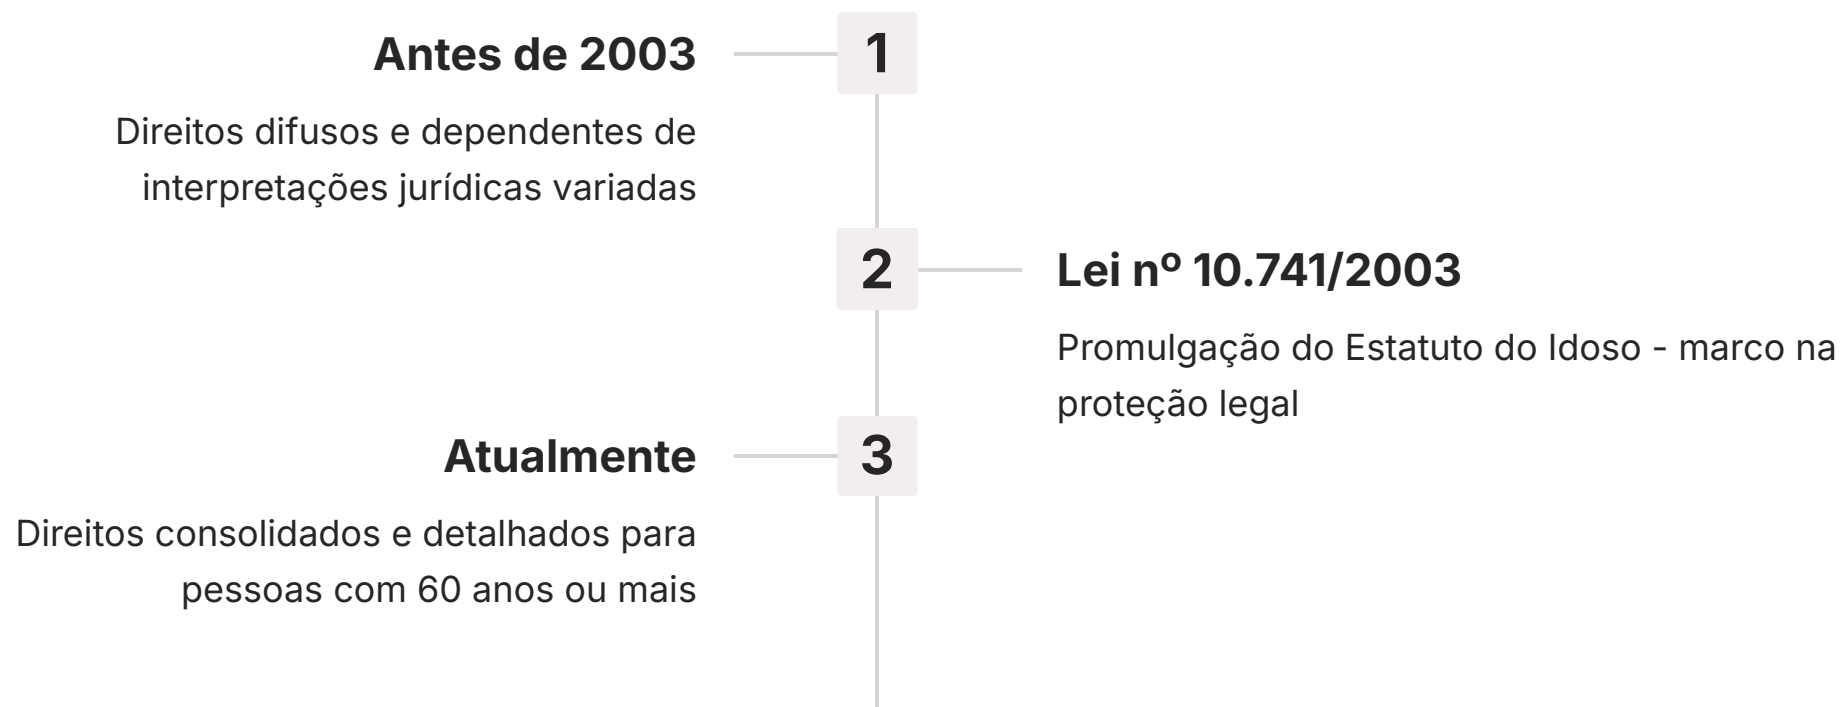 Antes de 2003
1
Direitos difusos e dependentes de
interpretações jurídicas variadas
2
Lei nº 10.741/2003
Promulgação do Estatuto do Idoso - marco na
proteção legal
Atualmente
3
Direitos consolidados e detalhados para
pessoas com 60 anos ou mais